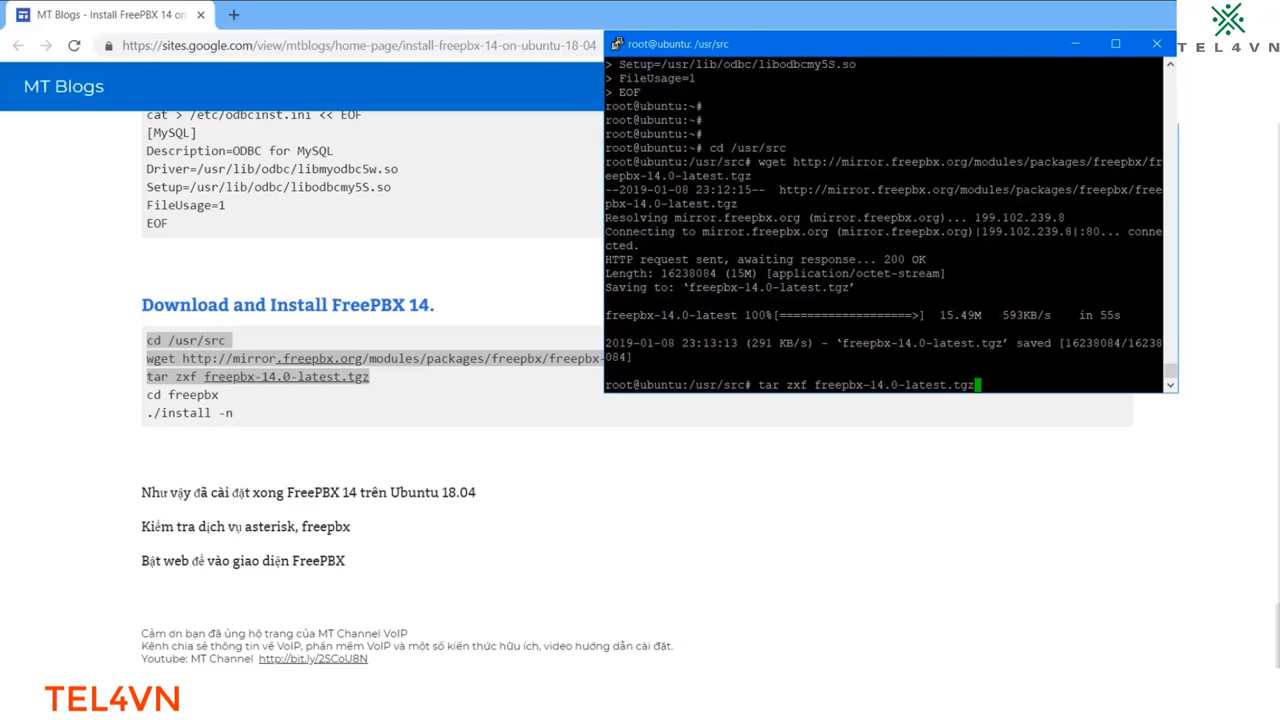 MT Blogs - Install FreePBX 14 on
https://sites.google.com/view/mtblogs/home-page/install-freepbx-14-on-ubuntu-18-04
MT Blogs
cat > /etc/odbcinst.ini << EOF
[MySQL]
Description=ODBC for MySQL
Driver=/usr/lib/odbc/libmyodbc5w.so
Setup=/usr/lib/odbc/libodbcmy5S.so
FileUsage=1
EOF
Download and Install FreePBX 14.
cd /usr/src
wget http://mirror.freepbx.org/modules/packages/freepbx/freepbx-
tar zxf freepbx-14.0-latest.tgz
cd freepbx
./install -n
Như vậy đã cài đặt xong FreePBX 14 trên Ubuntu 18.04
Kiểm tra dịch vụ asterisk, freepbx
Bật web để vào giao diện FreePBX
Cảm ơn bạn đã ủng hộ trang của MT Channel VoIP
Kênh chia sẻ thông tin về VoIP, phần mềm VoIP và một số kiến thức hữu ích, video hướng dẫn cài đặt.
Youtube: MT Channel http://bit.ly/2SCoU8N
root@ubuntu: /usr/src
> Setup=/usr/lib/odbc/libodbcmy5S.so
> FileUsage=1
> EOF
root@ubuntu:~#
root@ubuntu:~#
root@ubuntu:~#
root@ubuntu:~# cd /usr/src
root@ubuntu:/usr/src# wget http://mirror.freepbx.org/modules/packages/freepbx/fr
eepbx-14.0-latest.tgz
--2019-01-08 23:12:15-- http://mirror.freepbx.org/modules/packages/freepbx/free
pbx-14.0-latest.tgz
Resolving mirror.freepbx.org (mirror.freepbx.org)... 199.102.239.8
Connecting to mirror.freepbx.org (mirror.freepbx.org)|199.102.239.8|:80... conne
cted.
HTTP request sent, awaiting response... 200 OK
Length: 16238084 (15M) [application/octet-stream]
Saving to: ‘freepbx-14.0-latest.tgz’
freepbx-14.0-latest 100%[===================>] 15.49M 593KB/s in 55s
2019-01-08 23:13:13 (291 KB/s) - ‘freepbx-14.0-latest.tgz’ saved [16238084/16238
084]
root@ubuntu:/usr/src# tar zxf freepbx-14.0-latest.tgz
TEL4VN
TEL4VN